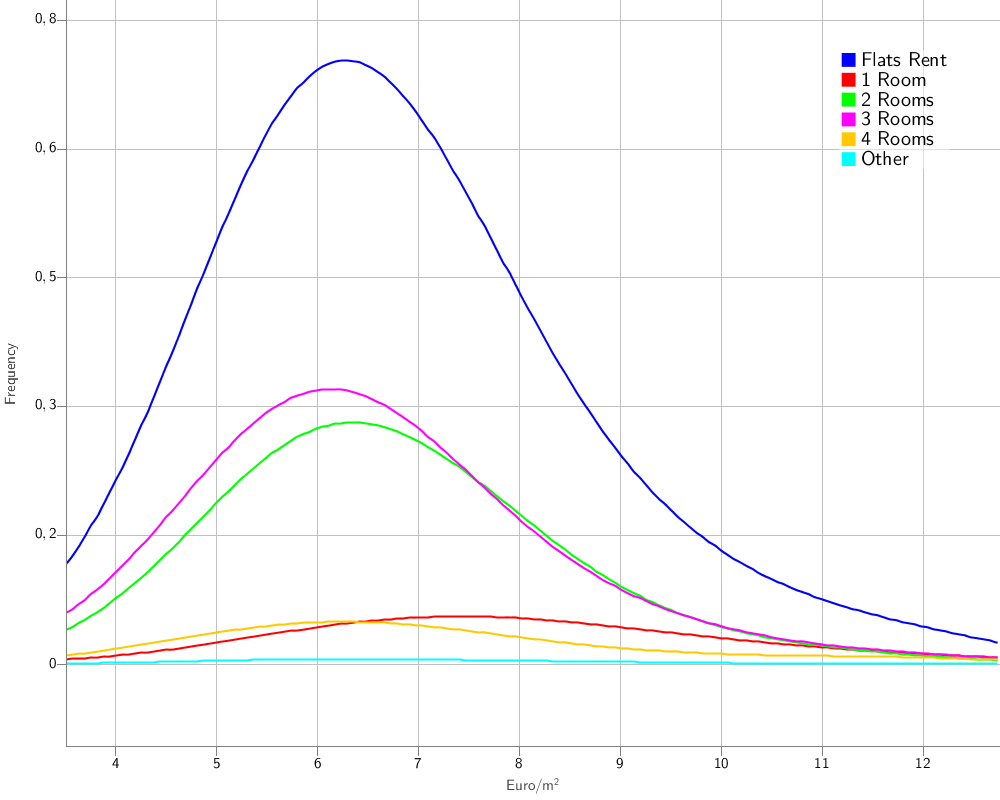 0, 8
0, 6
0, 5
0, 3
0, 2
0
Frequency
4 5 6 7 8 9 10 11 12
Euro/m²
Flats Rent
1 Room
2 Rooms
3 Rooms
4 Rooms
Other